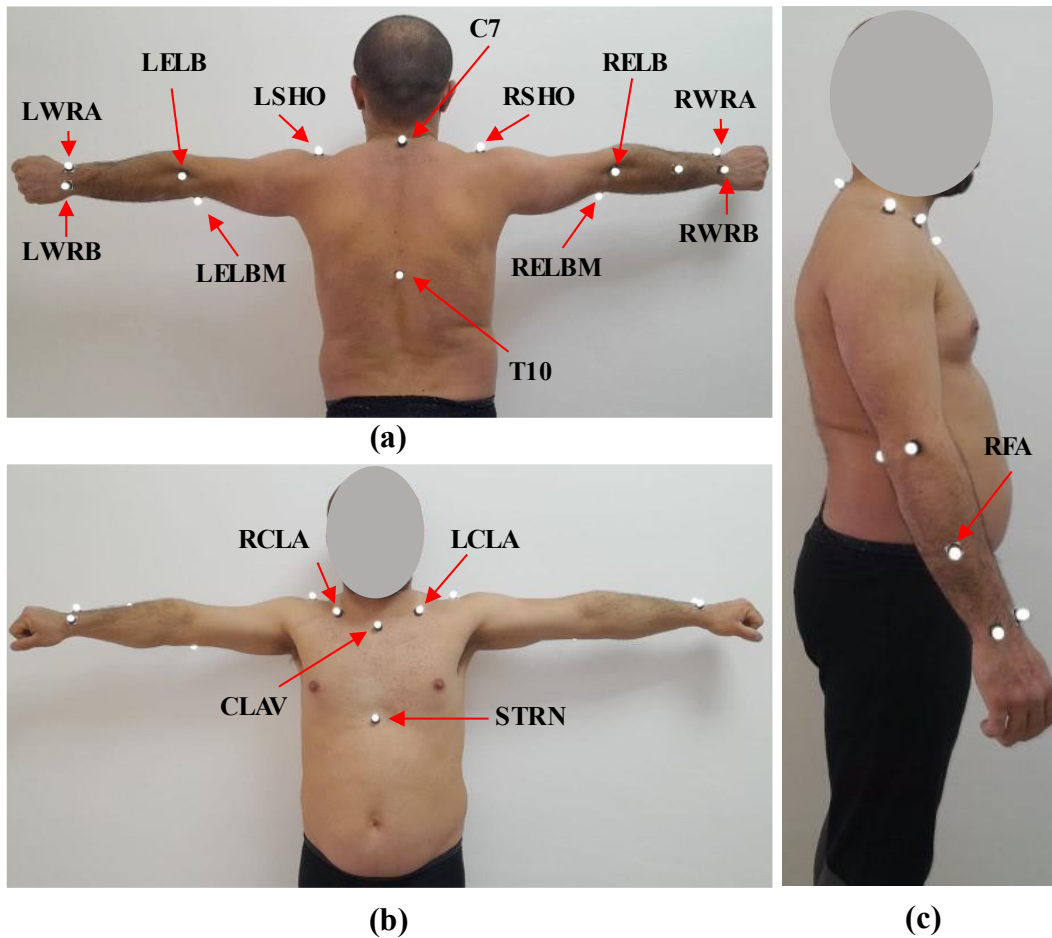 C7
LELB
RELB
LSHO
RSHO
LWRA
RWRA
LWRB
RWRB
LELBM
RELBM
T10
(a)
RCLA
LCLA
CLAV
STRN
(b)
RFA
(c)